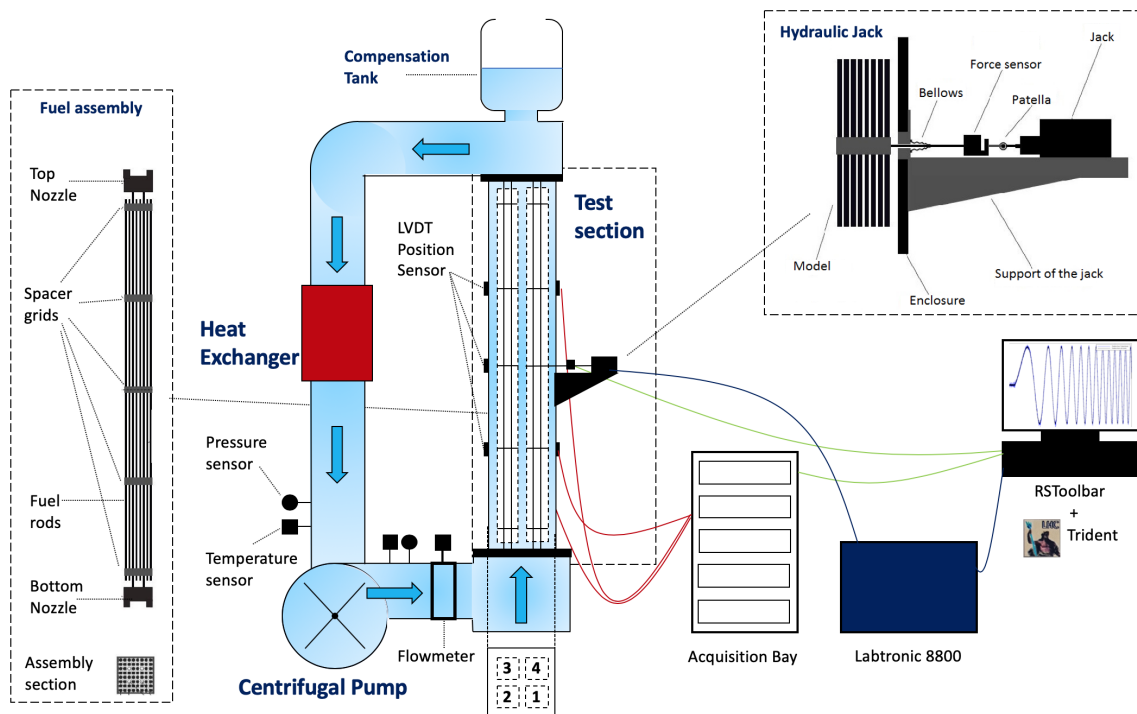 Fuel assembly
Top
Nozzle
Spacer
grids
Fuel
rods
Bottom
Nozzle
Assembly
section
Compensation
Tank
LVDT
Position
Sensor
Test
section
Heat
Exchanger
Pressure
sensor
Temperature
sensor
Flowmeter
Centrifugal Pump
3 4
2 1
Hydraulic Jack
Jack
Force sensor
Bellows
Patella
Model
Support of the jack
Enclosure
Acquisition Bay
Labtronic 8800
RSToolbar
+
Trident